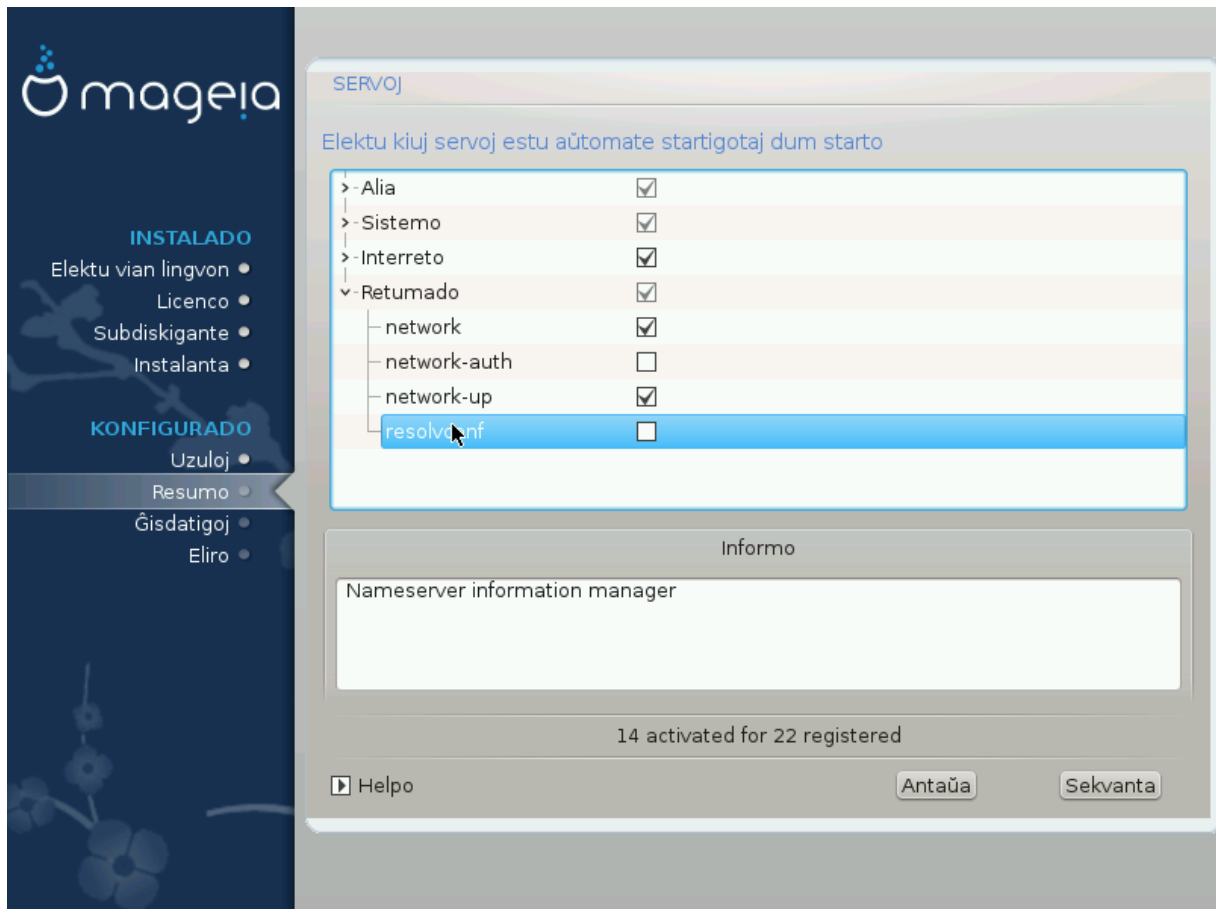 mageia
INSTALADO
Elektu vian lingvon
Licenco
Subdiskigante
Instalanta
KONFIGURADO
Uzuloj
Resumo
Ĝisdatigoj
Eliro
SERVOJ
Elektu kiuj servoj estu aŭtomate startigotaj dum starto
Alia
Sistemo
Interreto
Retumado
network
network-auth
network-up
resolvconf
Informo
Nameserver information manager
14 activated for 22 registered
Helpo
Antaŭa
Sekvanta